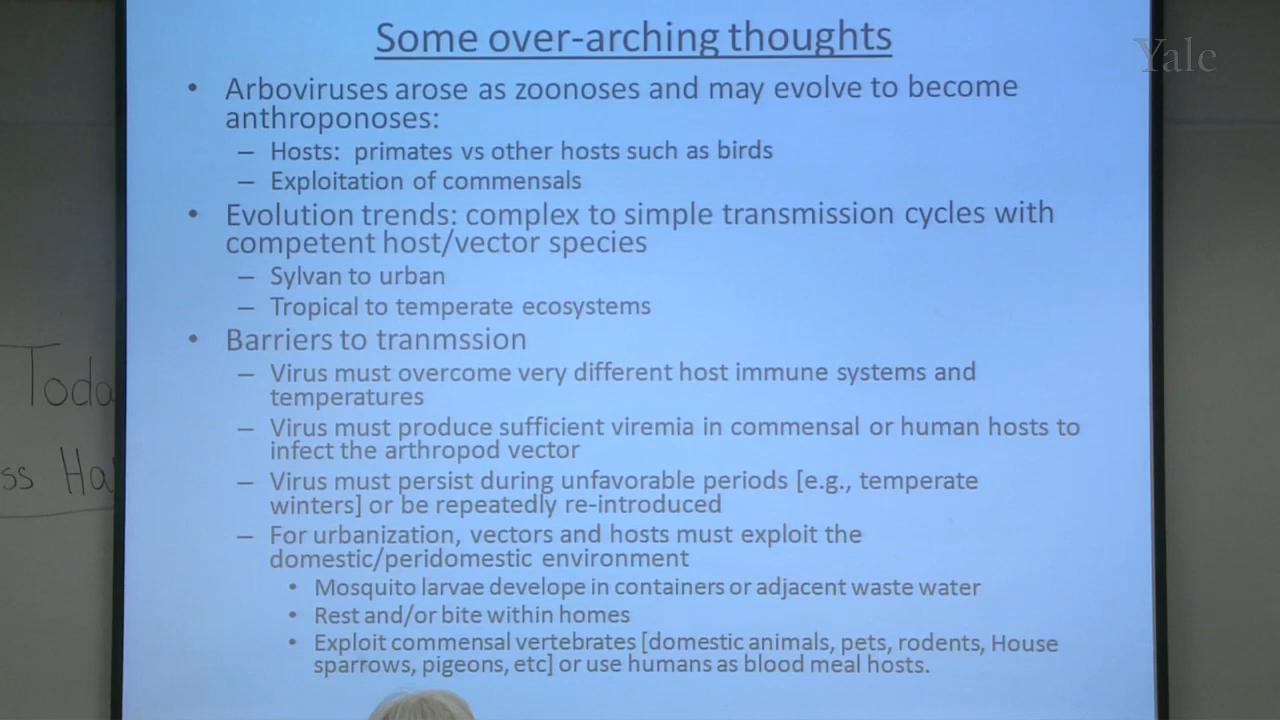 Some over-arching thoughts
Yale
• Arboviruses arose as zoonoses and may evolve to become
anthroponoses:
– Hosts: primates vs other hosts such as birds
– Exploitation of commensals
• Evolution trends: complex to simple transmission cycles with
competent host/vector species
– Sylvan to urban
– Tropical to temperate ecosystems
• Barriers to tranmssion
– Virus must overcome very different host immune systems and
temperatures
– Virus must produce sufficient viremia in commensal or human hosts to
infect the arthropod vector
– Virus must persist during unfavorable periods [e.g., temperate
winters] or be repeatedly re-introduced
– For urbanization, vectors and hosts must exploit the
domestic/peridomestic environment
• Mosquito larvae develope in containers or adjacent waste water
• Rest and/or bite within homes
• Exploit commensal vertebrates [domestic animals, pets, rodents, House
sparrows, pigeons, etc] or use humans as blood meal hosts.
Toda
ss Ha